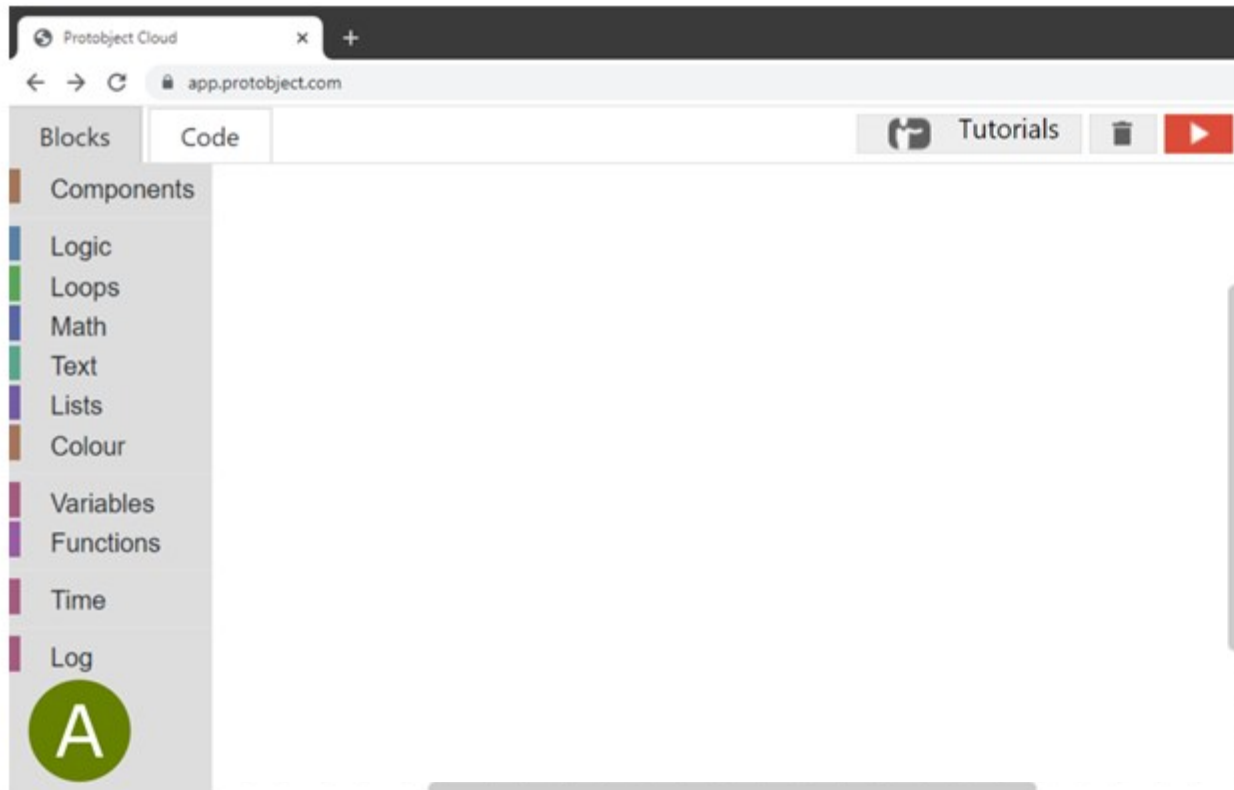 Protobject Cloud
app.protobject.com
Blocks Code Tutorials
Components
Logic
Loops
Math
Text
Lists
Colour
Variables
Functions
Time
Log
A